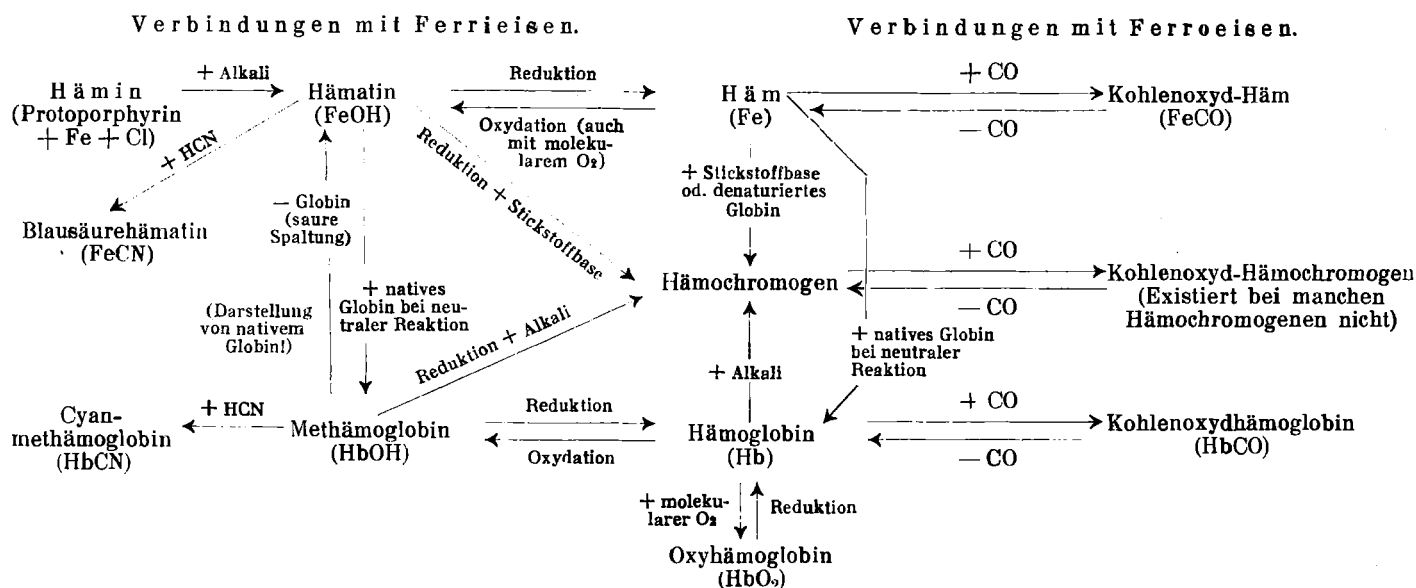 Verbindungen mit Ferrieisen.
Verbindungen mit Ferroeisen.
Hämin
(Protoporphyrin
+ Fe + Cl)
+ Alkali
Hämatin
(FeOH)
Reduktion
Oxydation (auch
mit moleku-
larem O₂)
Häm
(Fe)
+ CO
— CO
Kohlenoxyd-Häm
(FeCO)
+ HCN
Blausäurehämatin
(FeCN)
— Globin
(saure
Spaltung)
(Darstellung
von nativem
Globin!)
+ natives
Globin bei neu-
traler Reaktion
Reduktion + Stickstoffbase
Reduktion + Alkali
+ Stickstoffbase
od. denaturiertes
Globin
Hämochromogen
+ CO
— CO
Kohlenoxyd-Hämochromogen
(Existiert bei manchen
Hämochromogenen nicht)
+ Alkali
+ natives Globin
bei neutraler
Reaktion
Cyan-
methämoglobin
(HbCN)
+ HCN
Methämoglobin
(HbOH)
Reduktion
Oxydation
Hämoglobin
(Hb)
+ CO
— CO
Kohlenoxydhämoglobin
(HbCO)
+ moleku-
larer O₂
Reduktion
Oxyhämoglobin
(HbO₂)